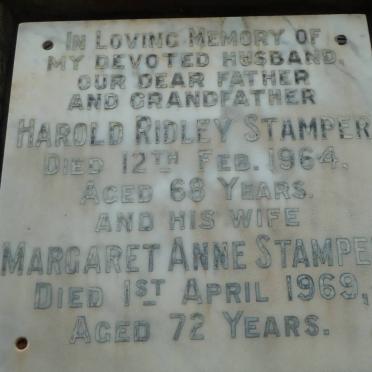 In Loving Memory of
my devoted husband,
our dear father
and grandfather
Harold Ridley Stamper
Died 12th Feb. 1964.
Aged 68 Years.
and his wife
Margaret Anne Stampe
Died 1st April 1969,
Aged 72 Years.